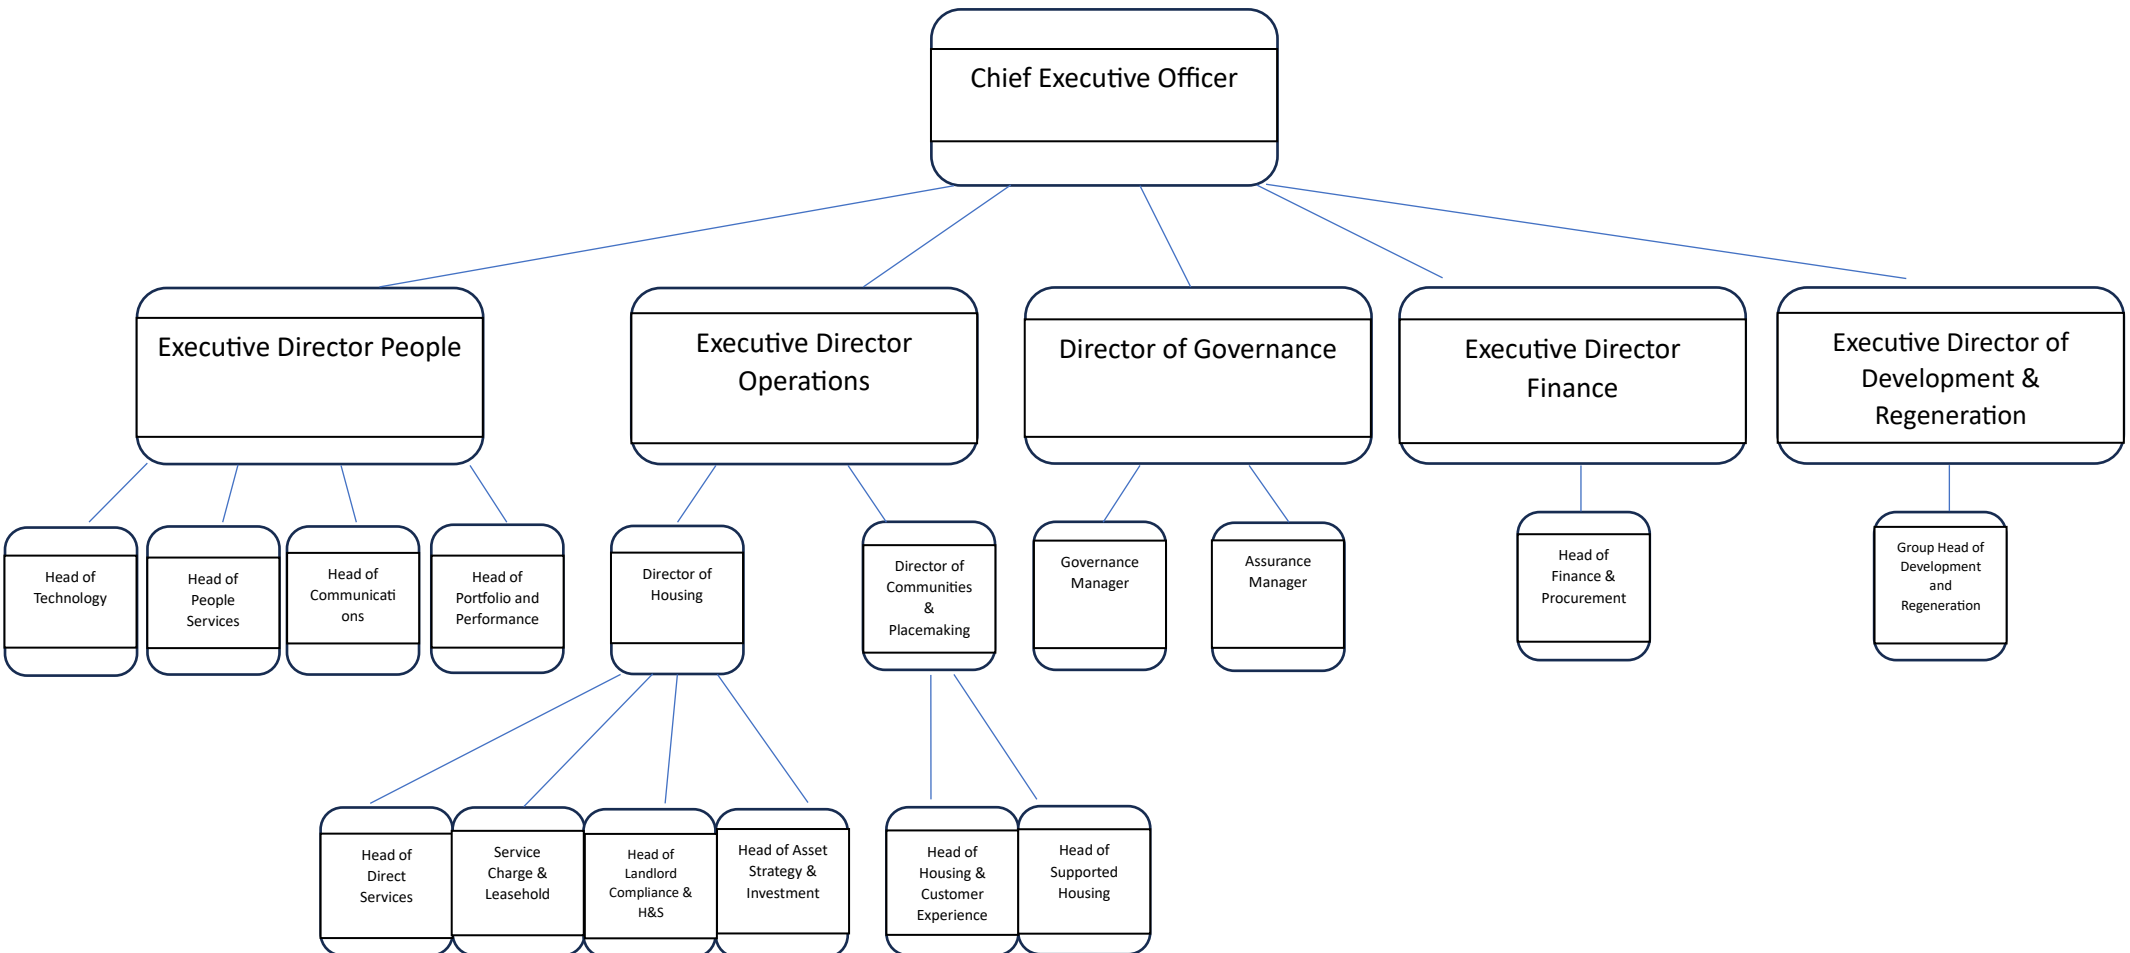 Chief Executive Officer
Executive Director People
Executive Director
Operations
Director of Governance
Executive Director
Finance
Executive Director of
Development &
Regeneration
Head of
Technology
Head of
People
Services
Head of
Communicati
ons
Head of
Portfolio and
Performance
Director of
Housing
Director of
Communities
&
Placemaking
Governance
Manager
Assurance
Manager
Head of
Finance &
Procurement
Group Head of
Development
and
Regeneration
Head of
Direct
Services
Service
Charge &
Leasehold
Head of
Landlord
Compliance &
H&S
Head of Asset
Strategy &
Investment
Head of
Housing &
Customer
Experience
Head of
Supported
Housing